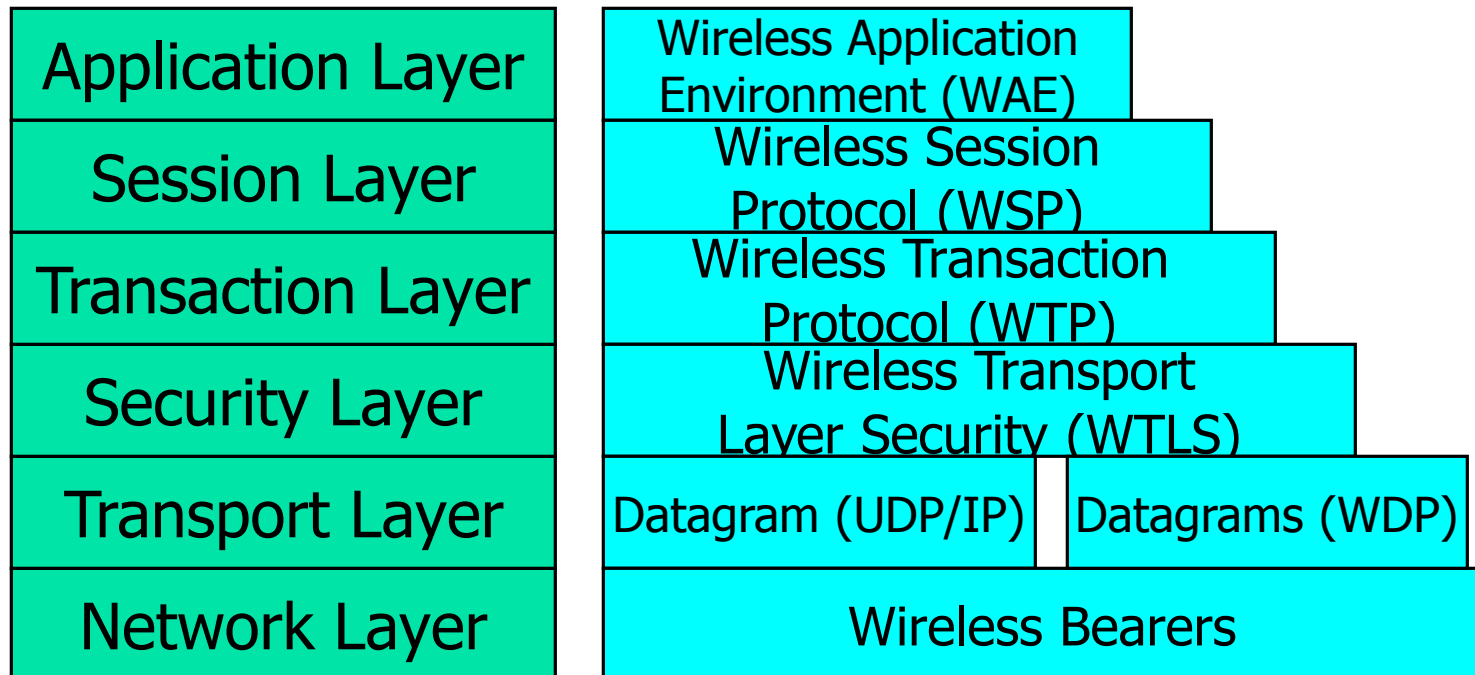 Application Layer
Wireless Application
Environment (WAE)
Session Layer
Wireless Session
Protocol (WSP)
Transaction Layer
Wireless Transaction
Protocol (WTP)
Security Layer
Wireless Transport
Layer Security (WTLS)
Transport Layer
Datagram (UDP/IP)
Datagrams (WDP)
Network Layer
Wireless Bearers